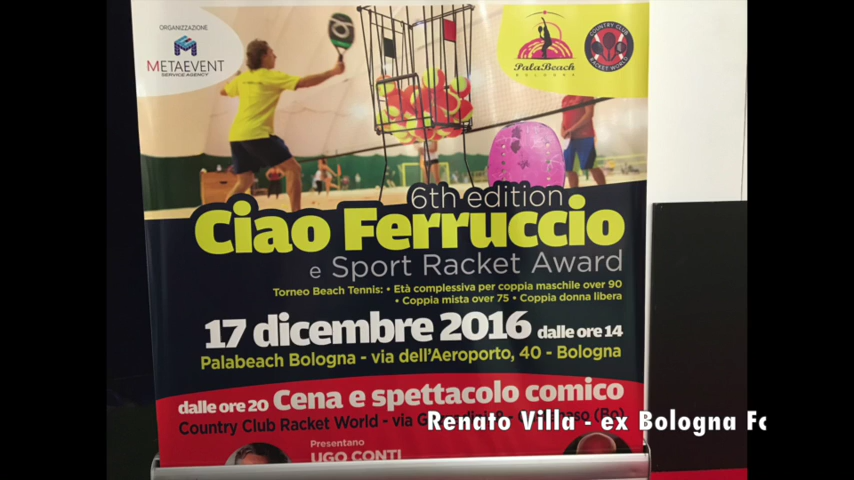 ORGANIZZAZIONE
METAEVENT
SERVICE AGENCY
PalaBeach
BOLOGNA
COUNTRY CLUB
RACKET WORLD
6th edition
Ciao Ferruccio
e Sport Racket Award
Torneo Beach Tennis: • Età complessiva per coppia maschile over 90
• Coppia mista over 75 • Coppia donna libera
17 dicembre 2016 dalle ore 14
Palabeach Bologna - via dell'Aeroporto, 40 - Bologna
dalle ore 20 Cena e spettacolo comico
Country Club Racket World - via
Renato Villa - ex Bologna Fc
Presentano
UGO CONTI